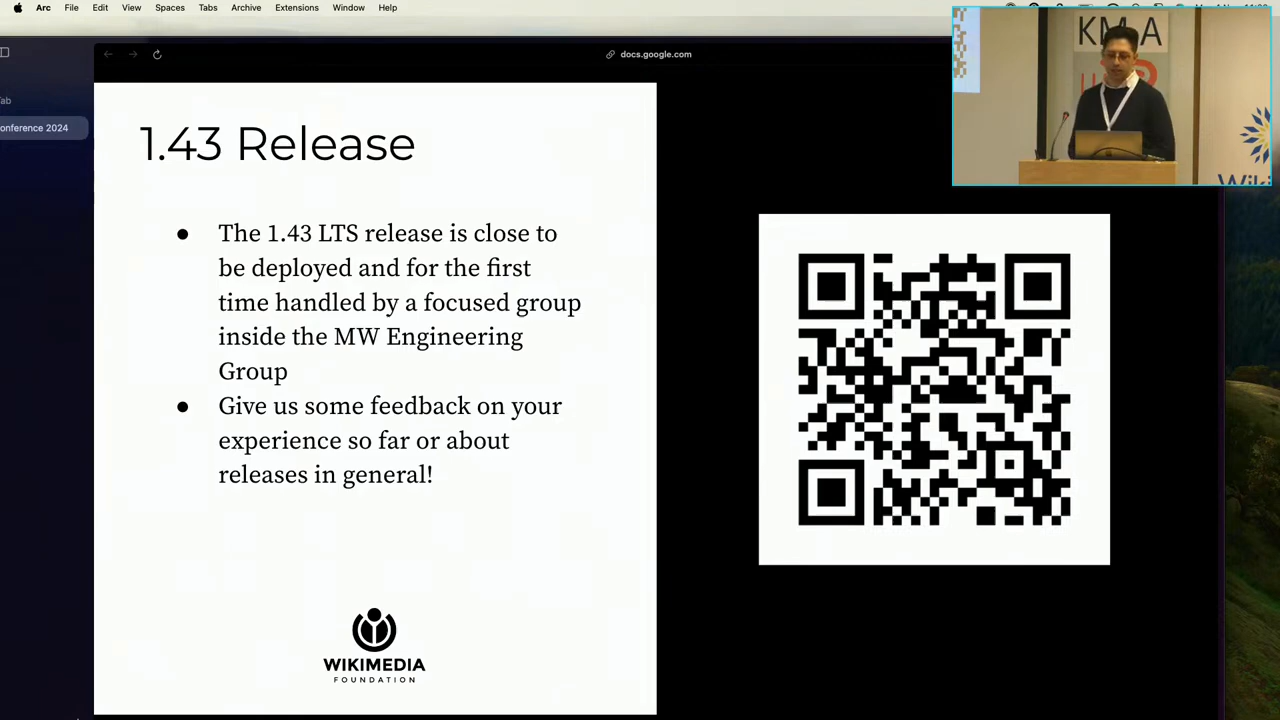 Arc File Edit View Spaces Tabs Archive Extensions Window Help
docs.google.com
Tab
onference 2024
1.43 Release
● The 1.43 LTS release is close to
be deployed and for the first
time handled by a focused group
inside the MW Engineering
Group
● Give us some feedback on your
experience so far or about
releases in general!
WIKIMEDIA
FOUNDATION